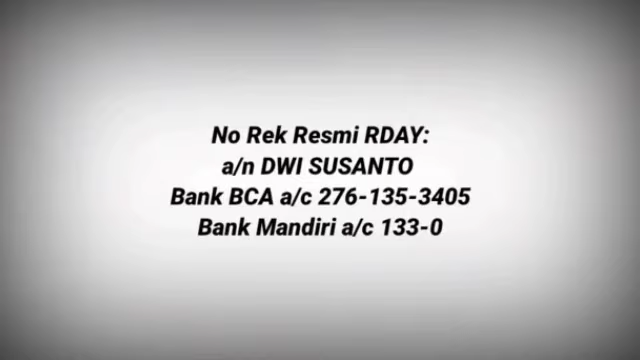 No Rek Resmi RDAY:
a/n DWI SUSANTO
Bank BCA a/c 276-135-3405
Bank Mandiri a/c 133-0